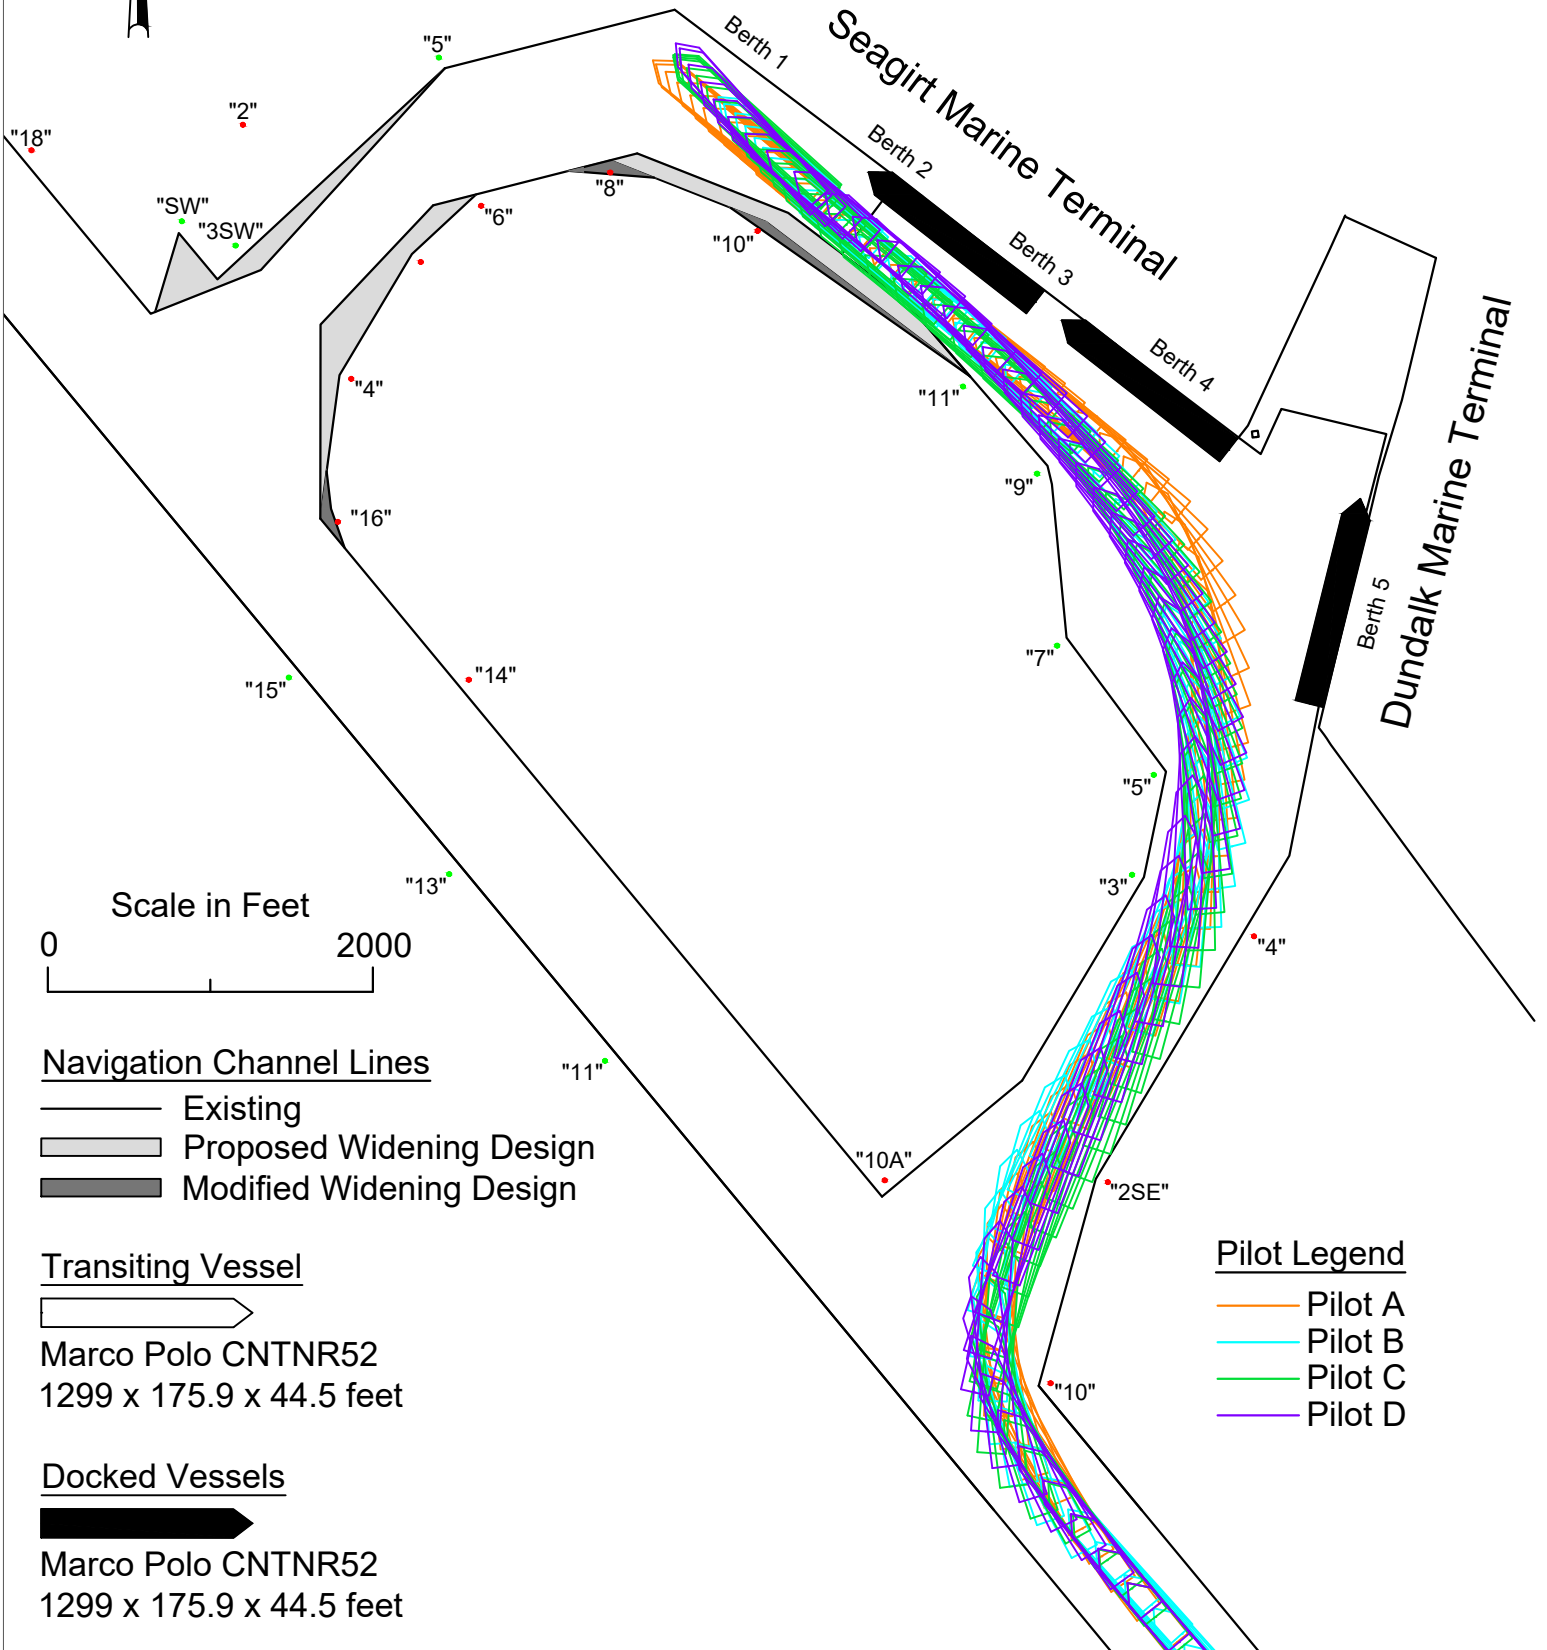 "5"
Berth 1
Seagirt Marine Terminal
"2"
"18"
Berth 2
"8"
"SW"
"6"
"3SW"
"10"
Berth 3
Berth 4
"4"
"11"
"9"
"16"
Dundalk Marine Terminal
Berth 5
"7"
"14"
"15"
"5"
"13"
"3"
Scale in Feet
0 2000
"4"
Navigation Channel Lines
Existing
Proposed Widening Design
Modified Widening Design
"11"
"10A"
"2SE"
Transiting Vessel
Marco Polo CNTNR52
1299 x 175.9 x 44.5 feet
Pilot Legend
Pilot A
Pilot B
Pilot C
Pilot D
"10"
Docked Vessels
Marco Polo CNTNR52
1299 x 175.9 x 44.5 feet